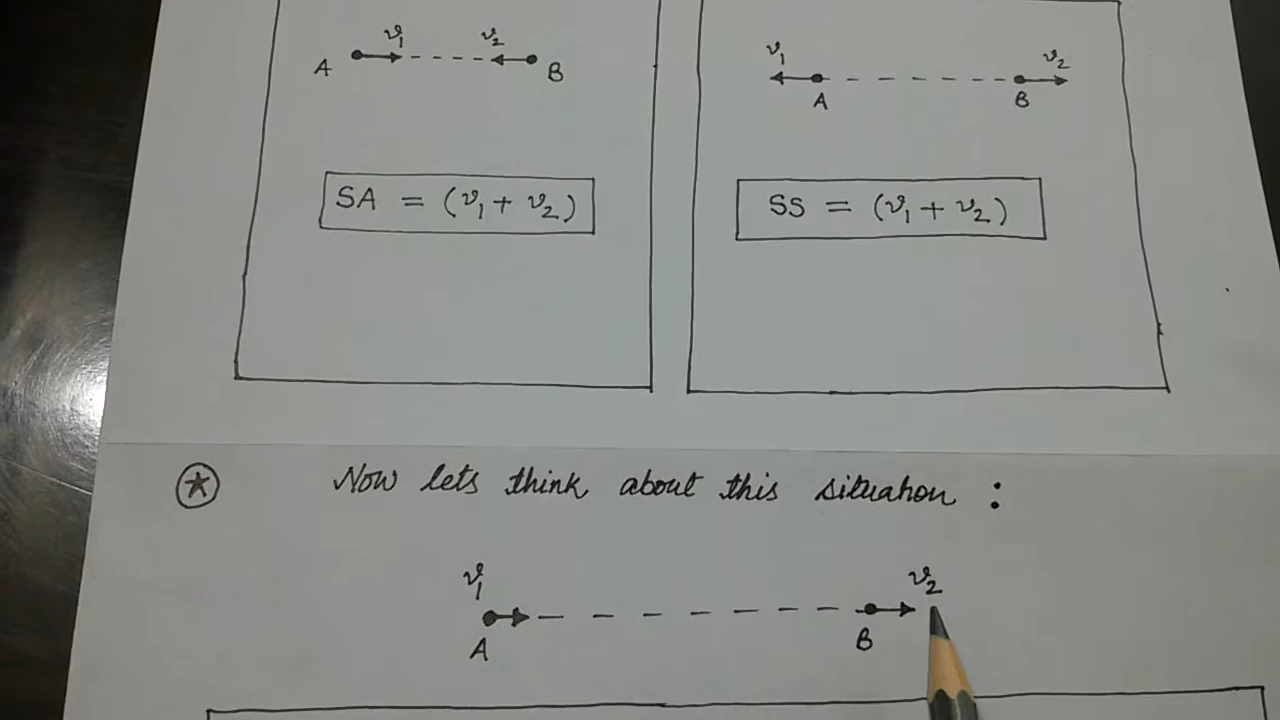 v₁ v₂
A B
SA = (v₁ + v₂)
v₁ v₂
A B
SS = (v₁ + v₂)
Now lets think about this situation :
v₁ v₂
A B